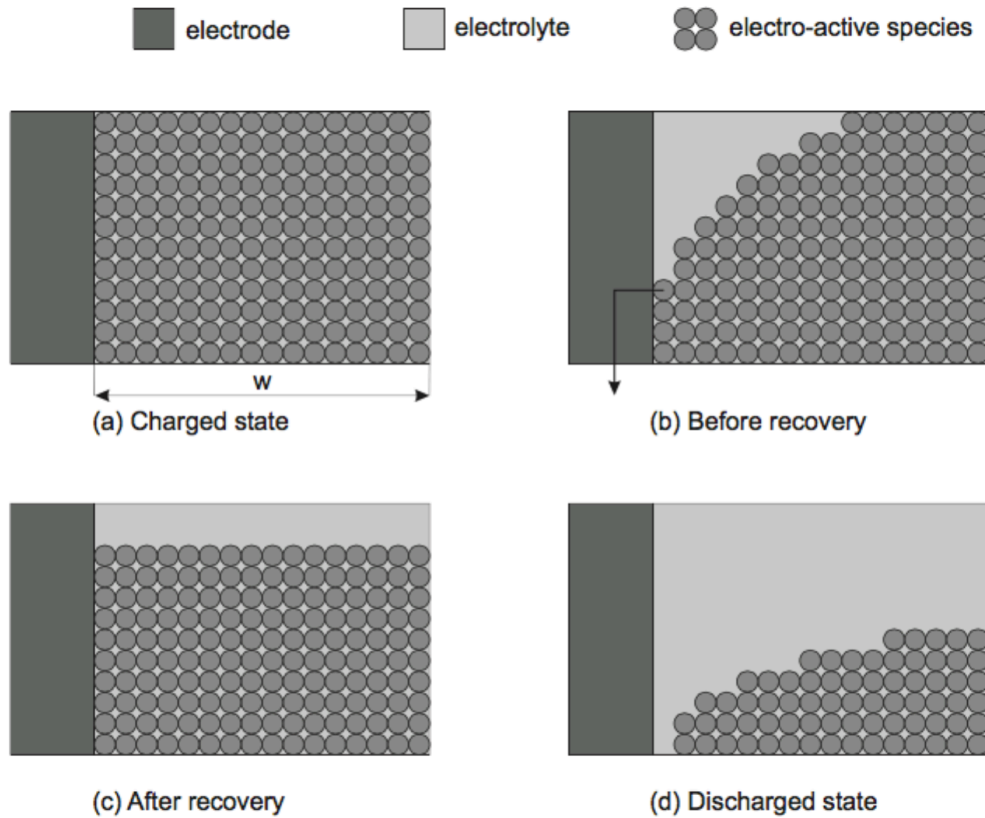 electrode
electrolyte
electro-active species
w
(a) Charged state
(b) Before recovery
(c) After recovery
(d) Discharged state